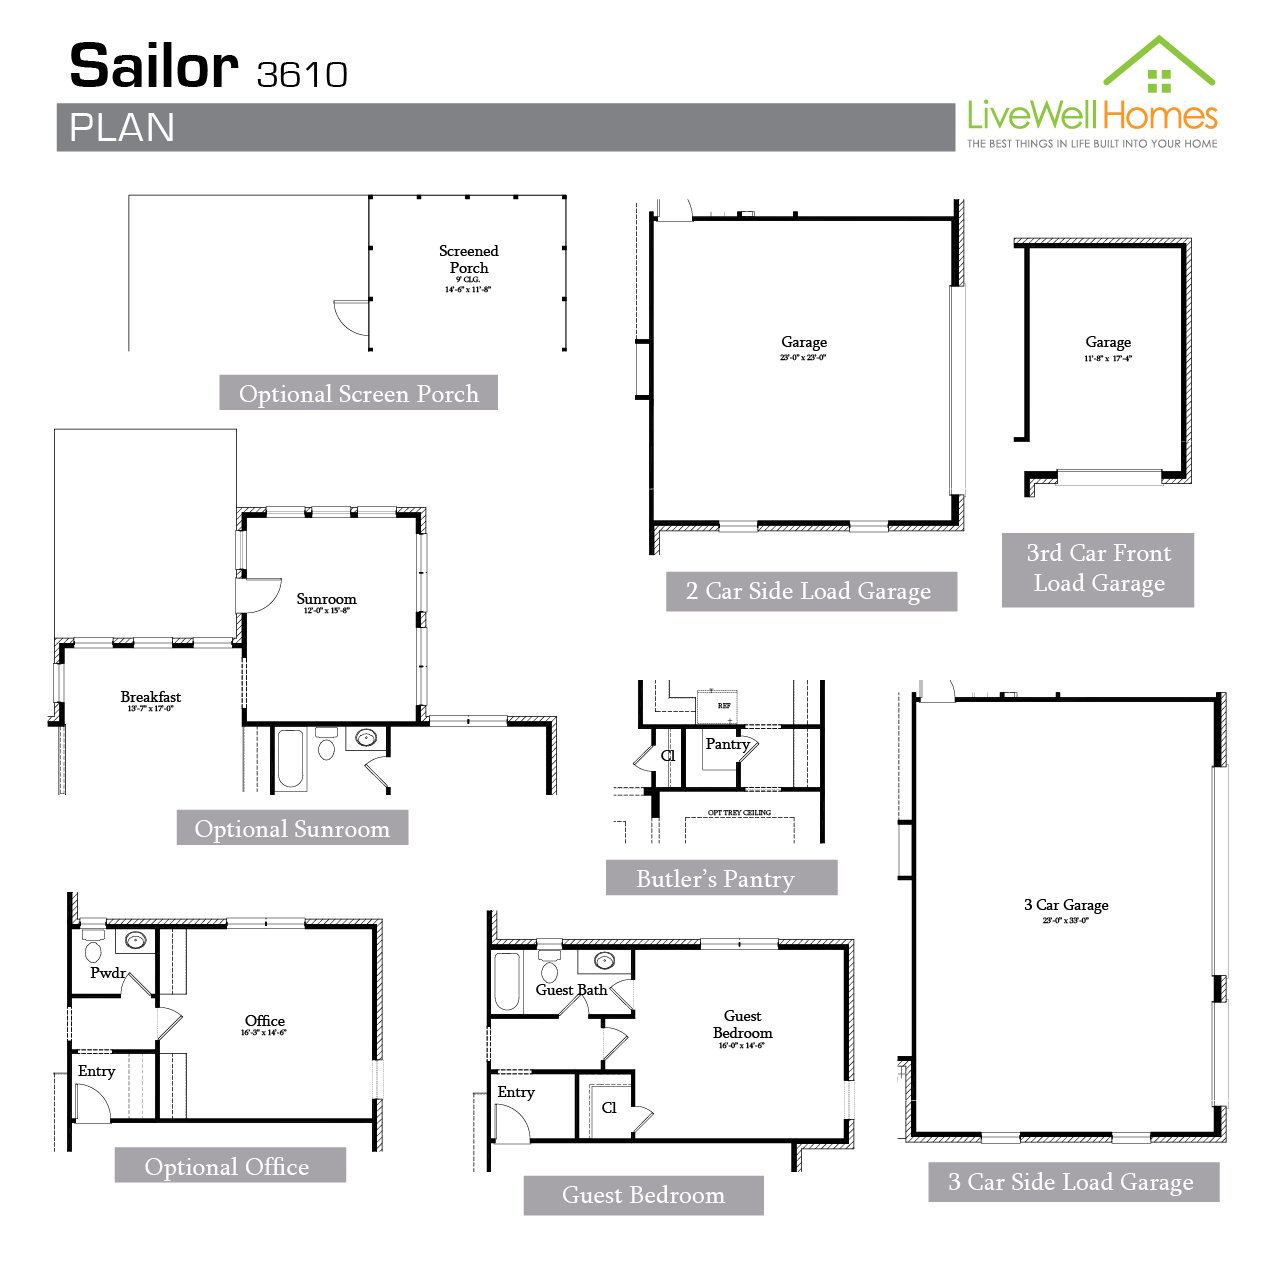 Sailor 3610
PLAN
LiveWellHomes
THE BEST THINGS IN LIFE BUILT INTO YOUR HOME
Screened
Porch
9' CLG.
14'-6" x 11'-8"
Optional Screen Porch
Garage
23'-0" x 23'-0"
2 Car Side Load Garage
Garage
11'-8" x 17'-4"
3rd Car Front
Load Garage
Sunroom
12'-0" x 15'-8"
Breakfast
13'-7" x 17'-0"
Optional Sunroom
REF
Pantry
Cl
OPT TREY CEILING
Butler's Pantry
3 Car Garage
23'-0" x 33'-0"
3 Car Side Load Garage
Pwdr
Office
16'-3" x 14'-6"
Entry
Optional Office
Guest Bath
Guest
Bedroom
16'-0" x 14'-6"
Entry
Cl
Guest Bedroom